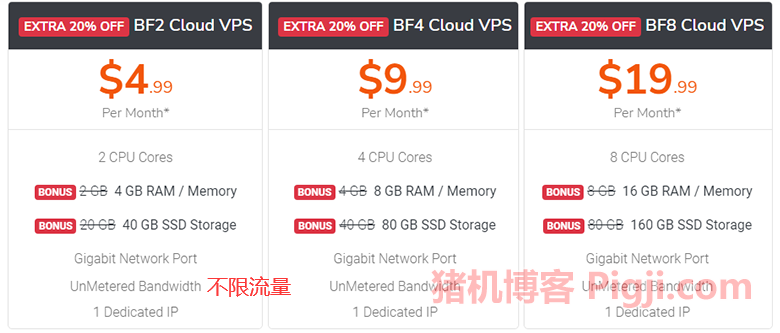 EXTRA 20% OFF BF2 Cloud VPS
$4.99
Per Month*
2 CPU Cores
BONUS 2 GB 4 GB RAM / Memory
BONUS 20 GB 40 GB SSD Storage
Gigabit Network Port
UnMetered Bandwidth 不限流量
1 Dedicated IP
EXTRA 20% OFF BF4 Cloud VPS
$9.99
Per Month*
4 CPU Cores
BONUS 4 GB 8 GB RAM / Memory
BONUS 40 GB 80 GB SSD Storage
Gigabit Network Port
UnMetered Bandwidth
1 Dedicated IP
EXTRA 20% OFF BF8 Cloud VPS
$19.99
Per Month*
8 CPU Cores
BONUS 8 GB 16 GB RAM / Memory
BONUS 80 GB 160 GB SSD Storage
Gigabit Network Port
UnMetered Bandwidth
1 Dedicated IP
猪机博客 Pigji.com